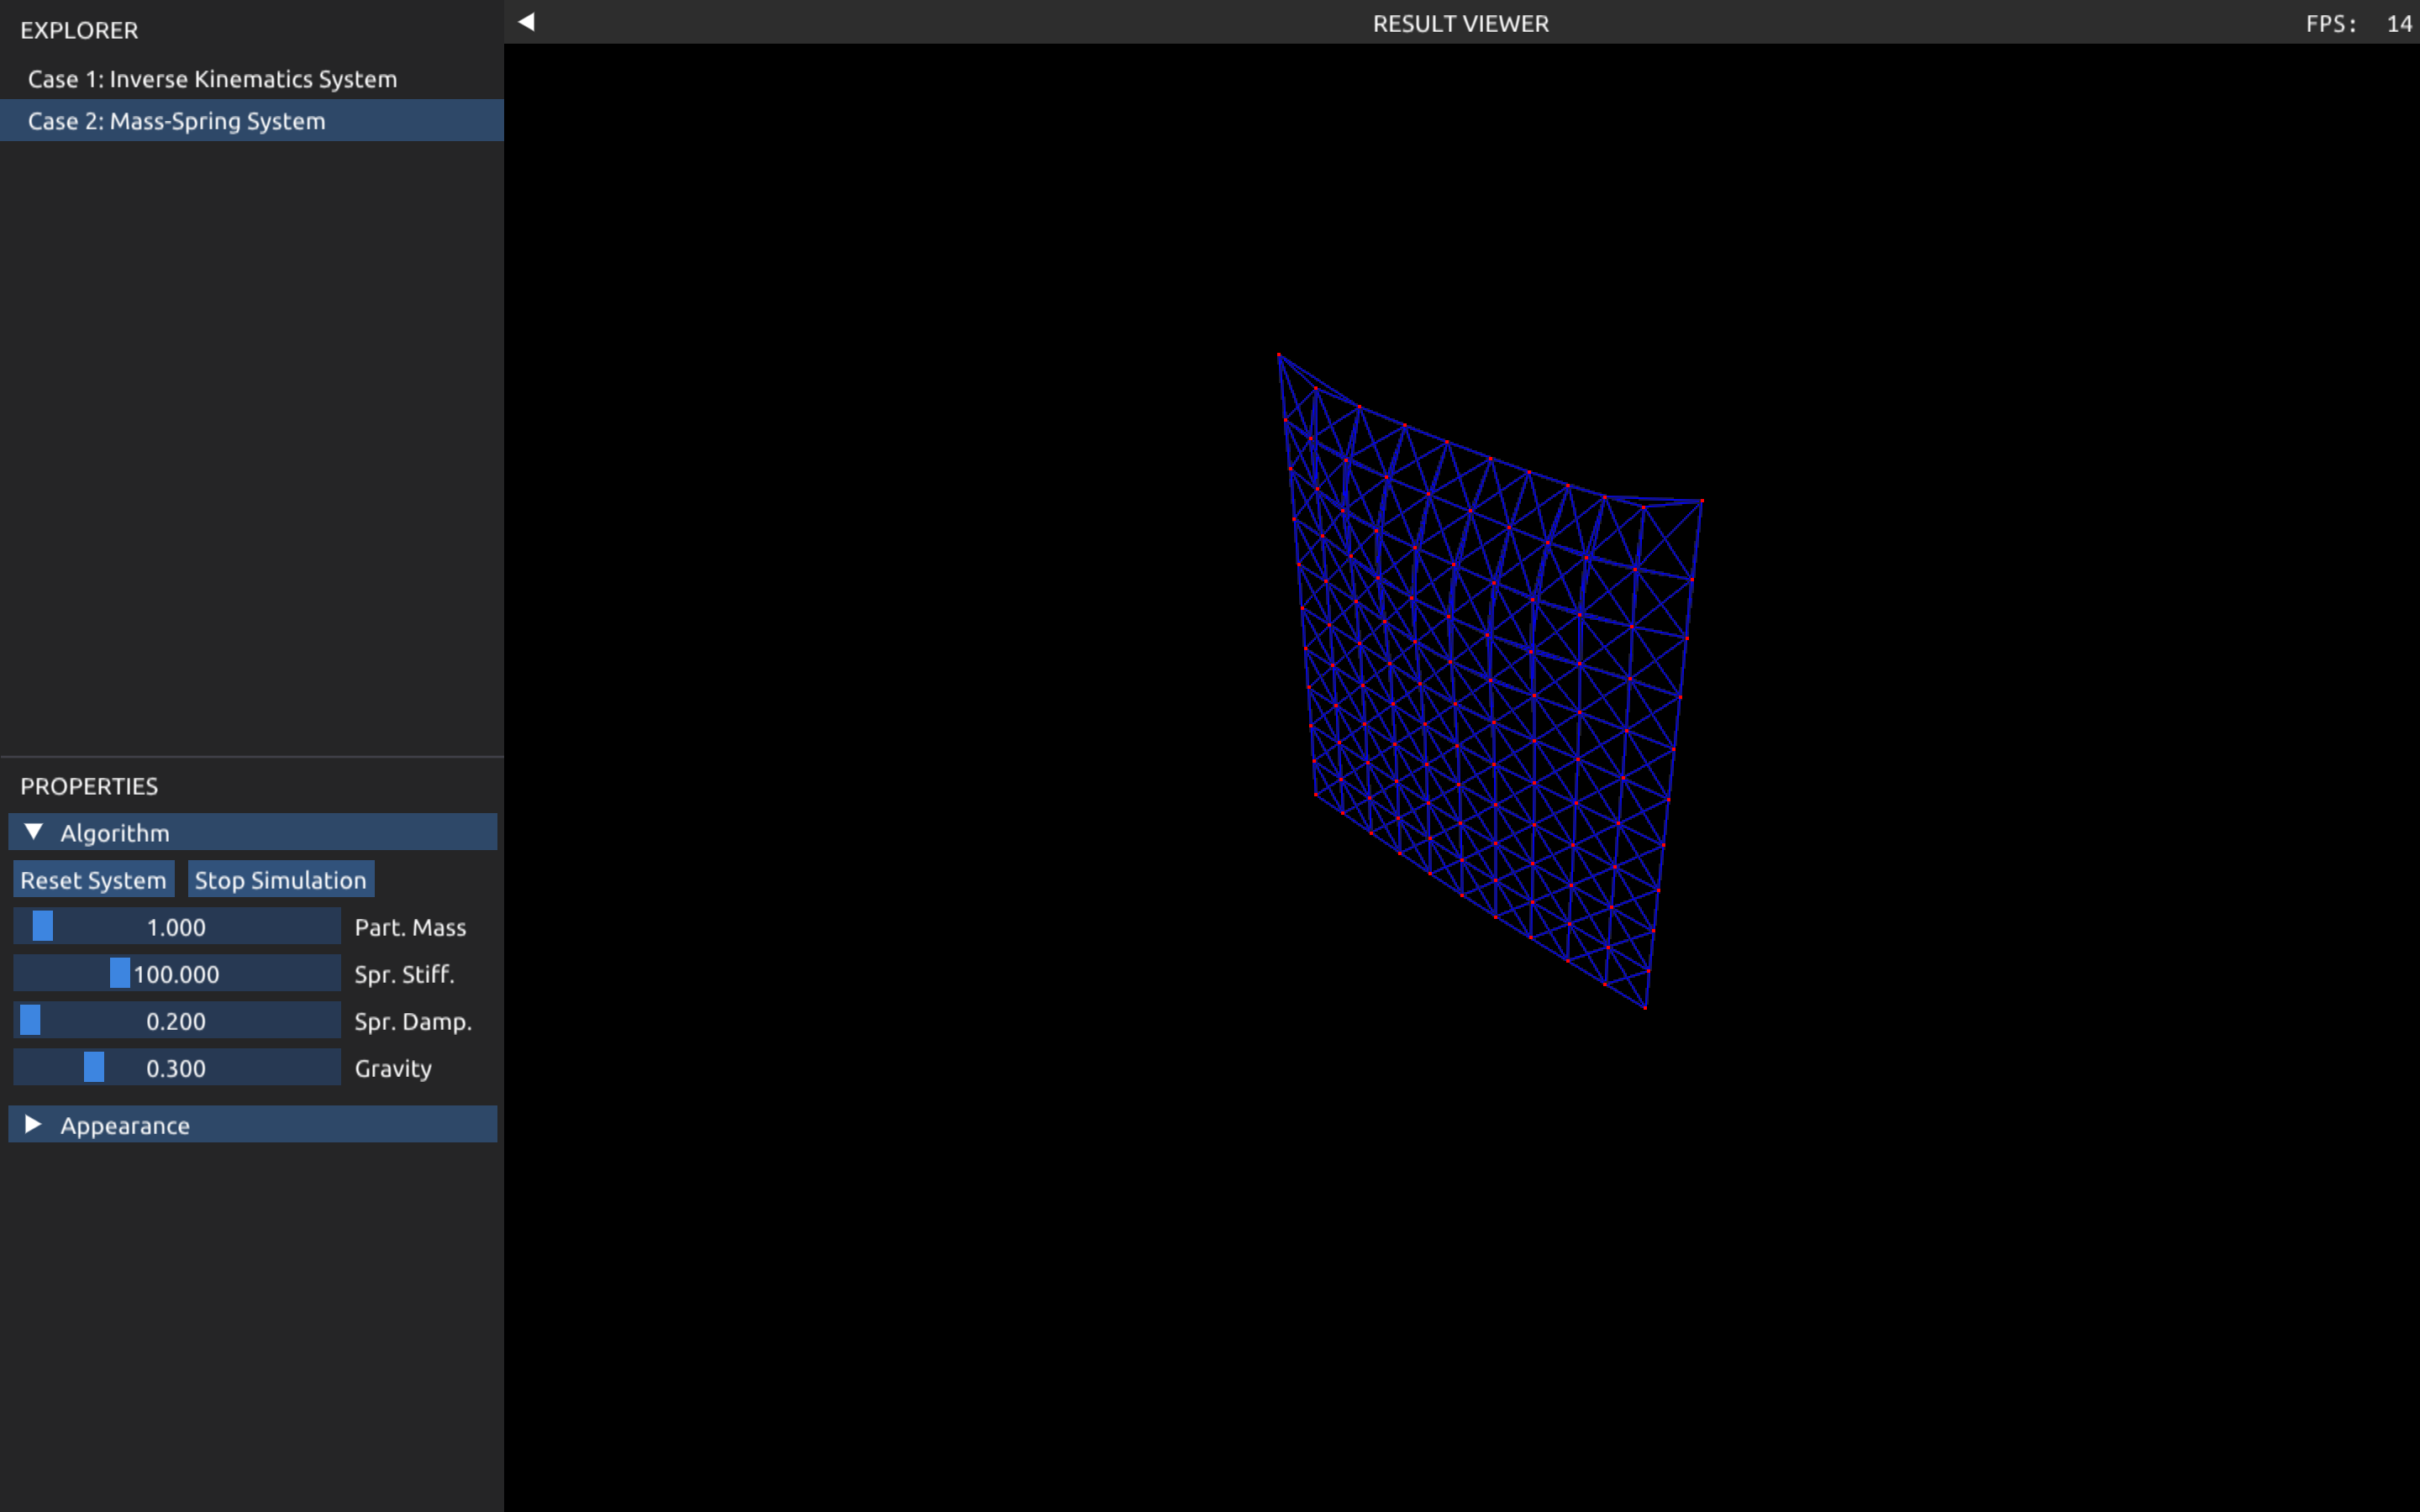 EXPLORER
Case 1: Inverse Kinematics System
Case 2: Mass-Spring System
RESULT VIEWER
FPS: 14
PROPERTIES
Algorithm
Reset System Stop Simulation
1.000 Part. Mass
100.000 Spr. Stiff.
0.200 Spr. Damp.
0.300 Gravity
Appearance